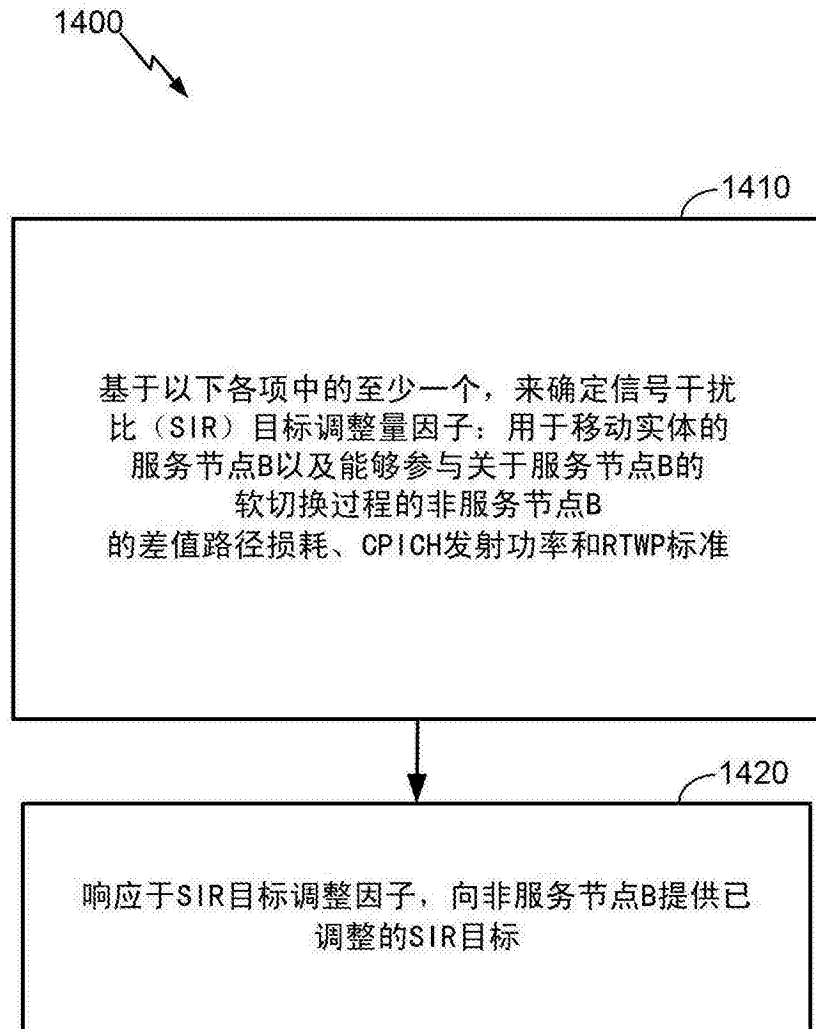 1400
1410
基于以下各项中的至少一个，来确定信号干扰
比（SIR）目标调整量因子：用于移动实体的
服务节点B以及能够参与关于服务节点B的
软切换过程的非服务节点B
的差值路径损耗、CPICH发射功率和RTWP标准
1420
响应于SIR目标调整因子，向非服务节点B提供已
调整的SIR目标